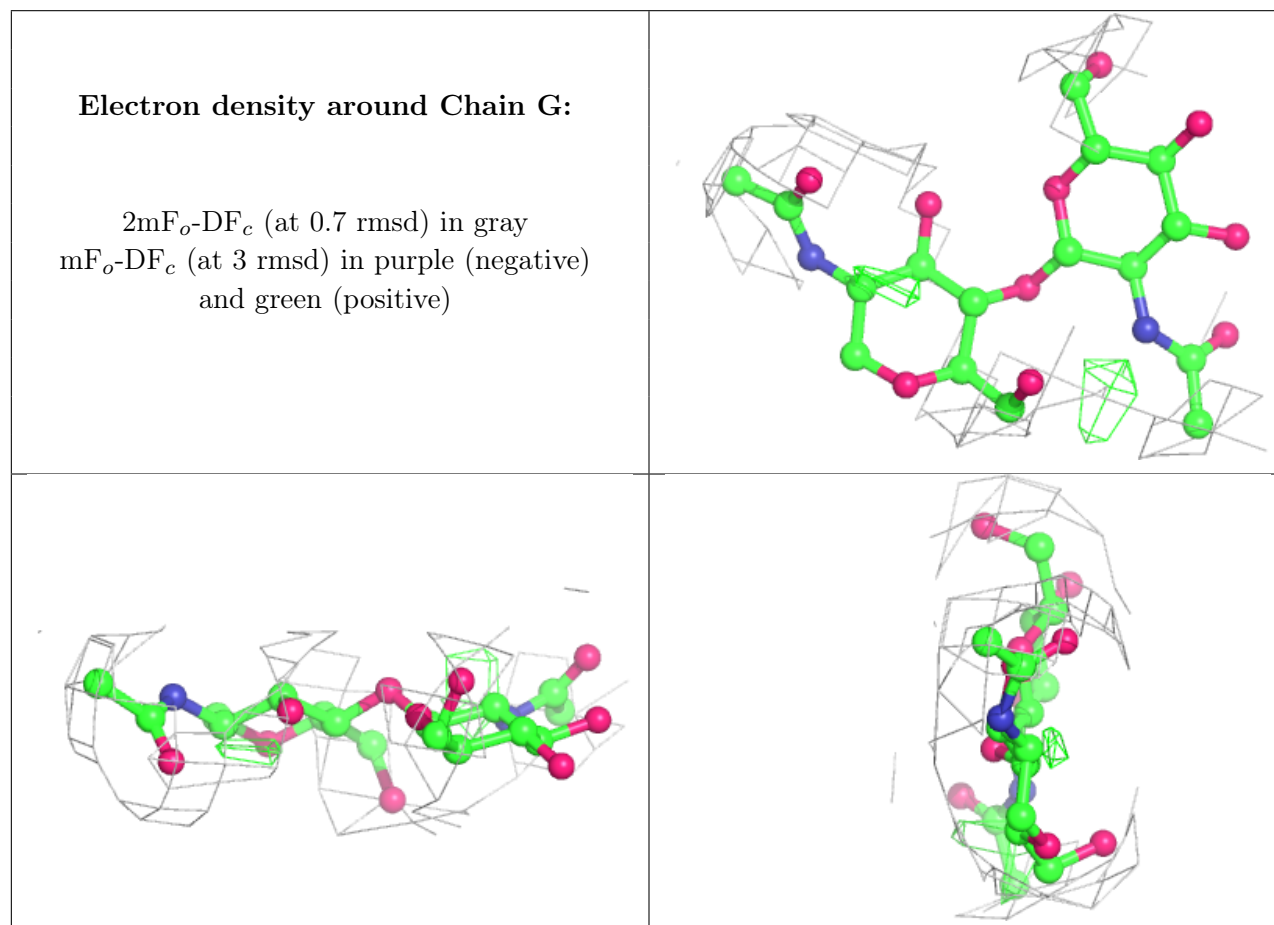 Electron density around Chain G:
2mFₒ-DF𝒸 (at 0.7 rmsd) in gray
mFₒ-DF𝒸 (at 3 rmsd) in purple (negative)
and green (positive)